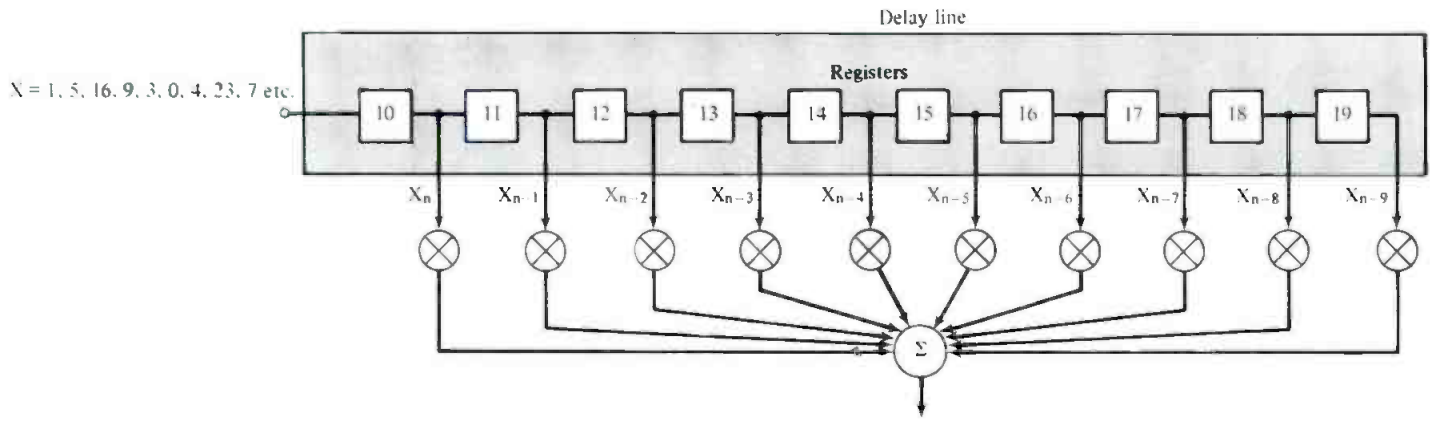 Delay line
Registers
X = 1, 5, 16, 9, 3, 0, 4, 23, 7 etc.
10 11 12 13 14 15 16 17 18 19
Xn Xn-1 Xn-2 Xn-3 Xn-4 Xn-5 Xn-6 Xn-7 Xn-8 Xn-9
Σ